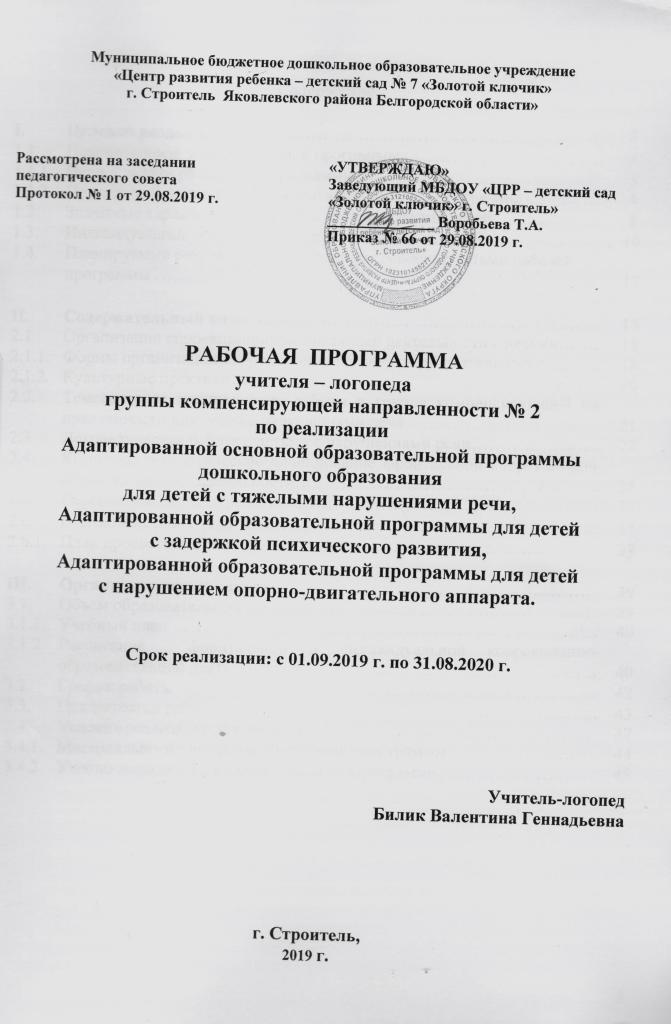 Муниципальное бюджетное дошкольное образовательное учреждение
«Центр развития ребенка – детский сад № 7 «Золотой ключик»
г. Строитель Яковлевского района Белгородской области»
Рассмотрена на заседании
педагогического совета
Протокол № 1 от 29.08.2019 г.
«УТВЕРЖДАЮ»
Заведующий МБДОУ «ЦРР – детский сад
«Золотой ключик» г. Строитель»
Воробьева Т.А.
Приказ № 66 от 29.08.2019 г.
РАБОЧАЯ ПРОГРАММА
учителя – логопеда
группы компенсирующей направленности № 2
по реализации
Адаптированной основной образовательной программы
дошкольного образования
для детей с тяжелыми нарушениями речи,
Адаптированной образовательной программы для детей
с задержкой психического развития,
Адаптированной образовательной программы для детей
с нарушением опорно-двигательного аппарата.
Срок реализации: с 01.09.2019 г. по 31.08.2020 г.
Учитель-логопед
Билик Валентина Геннадьевна
г. Строитель,
2019 г.